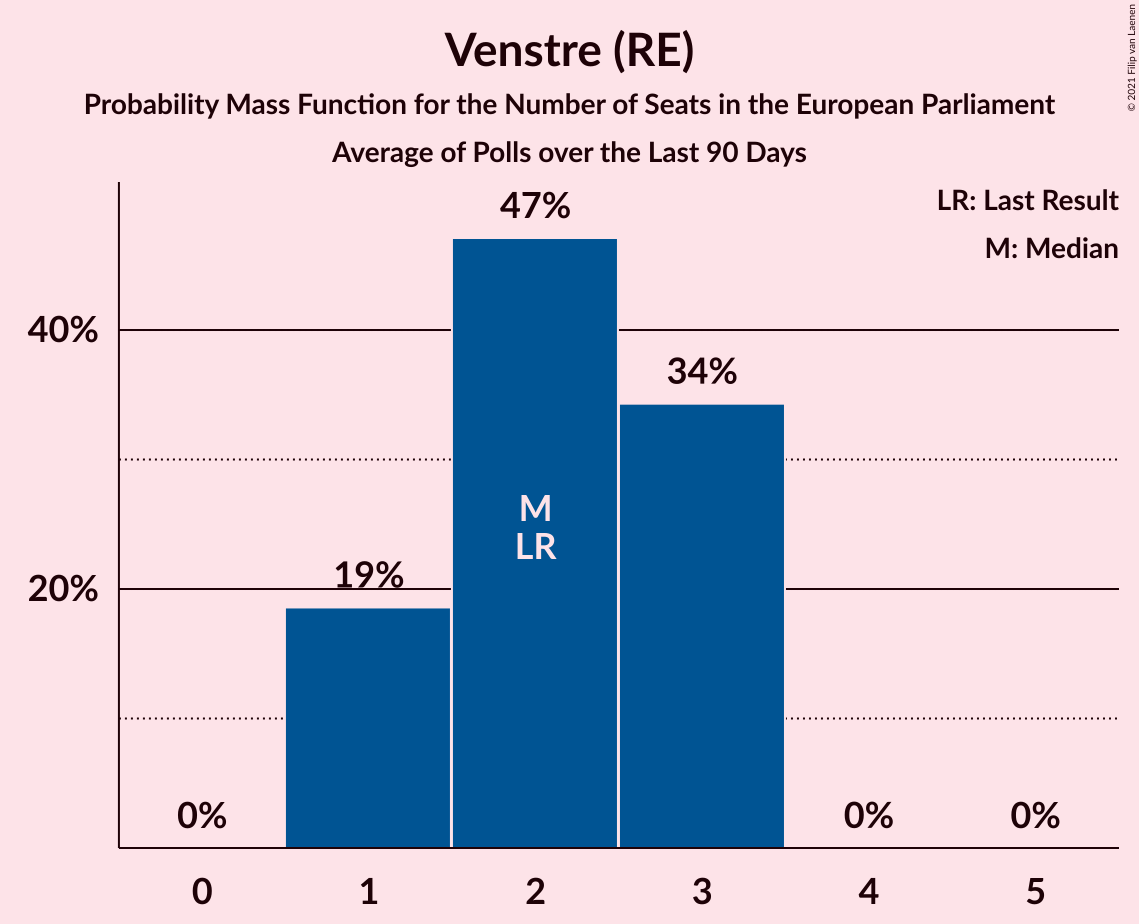 Venstre (RE)
Probability Mass Function for the Number of Seats in the European Parliament
Average of Polls over the Last 90 Days
© 2021 Filip van Laenen
LR: Last Result
M: Median
47%
40%
34%
M
LR
19%
20%
0%
0%
0%
0
1
2
3
4
5